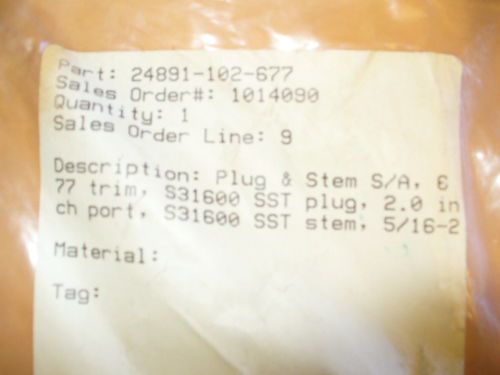 Part: 24891-102-677
Sales Order#: 1014090
Quantity: 1
Sales Order Line: 9
Description: Plug & Stem S/A, 6
77 trim, S31600 SST plug, 2.0 in
ch port, S31600 SST stem, 5/16-2
Material:
Tag: